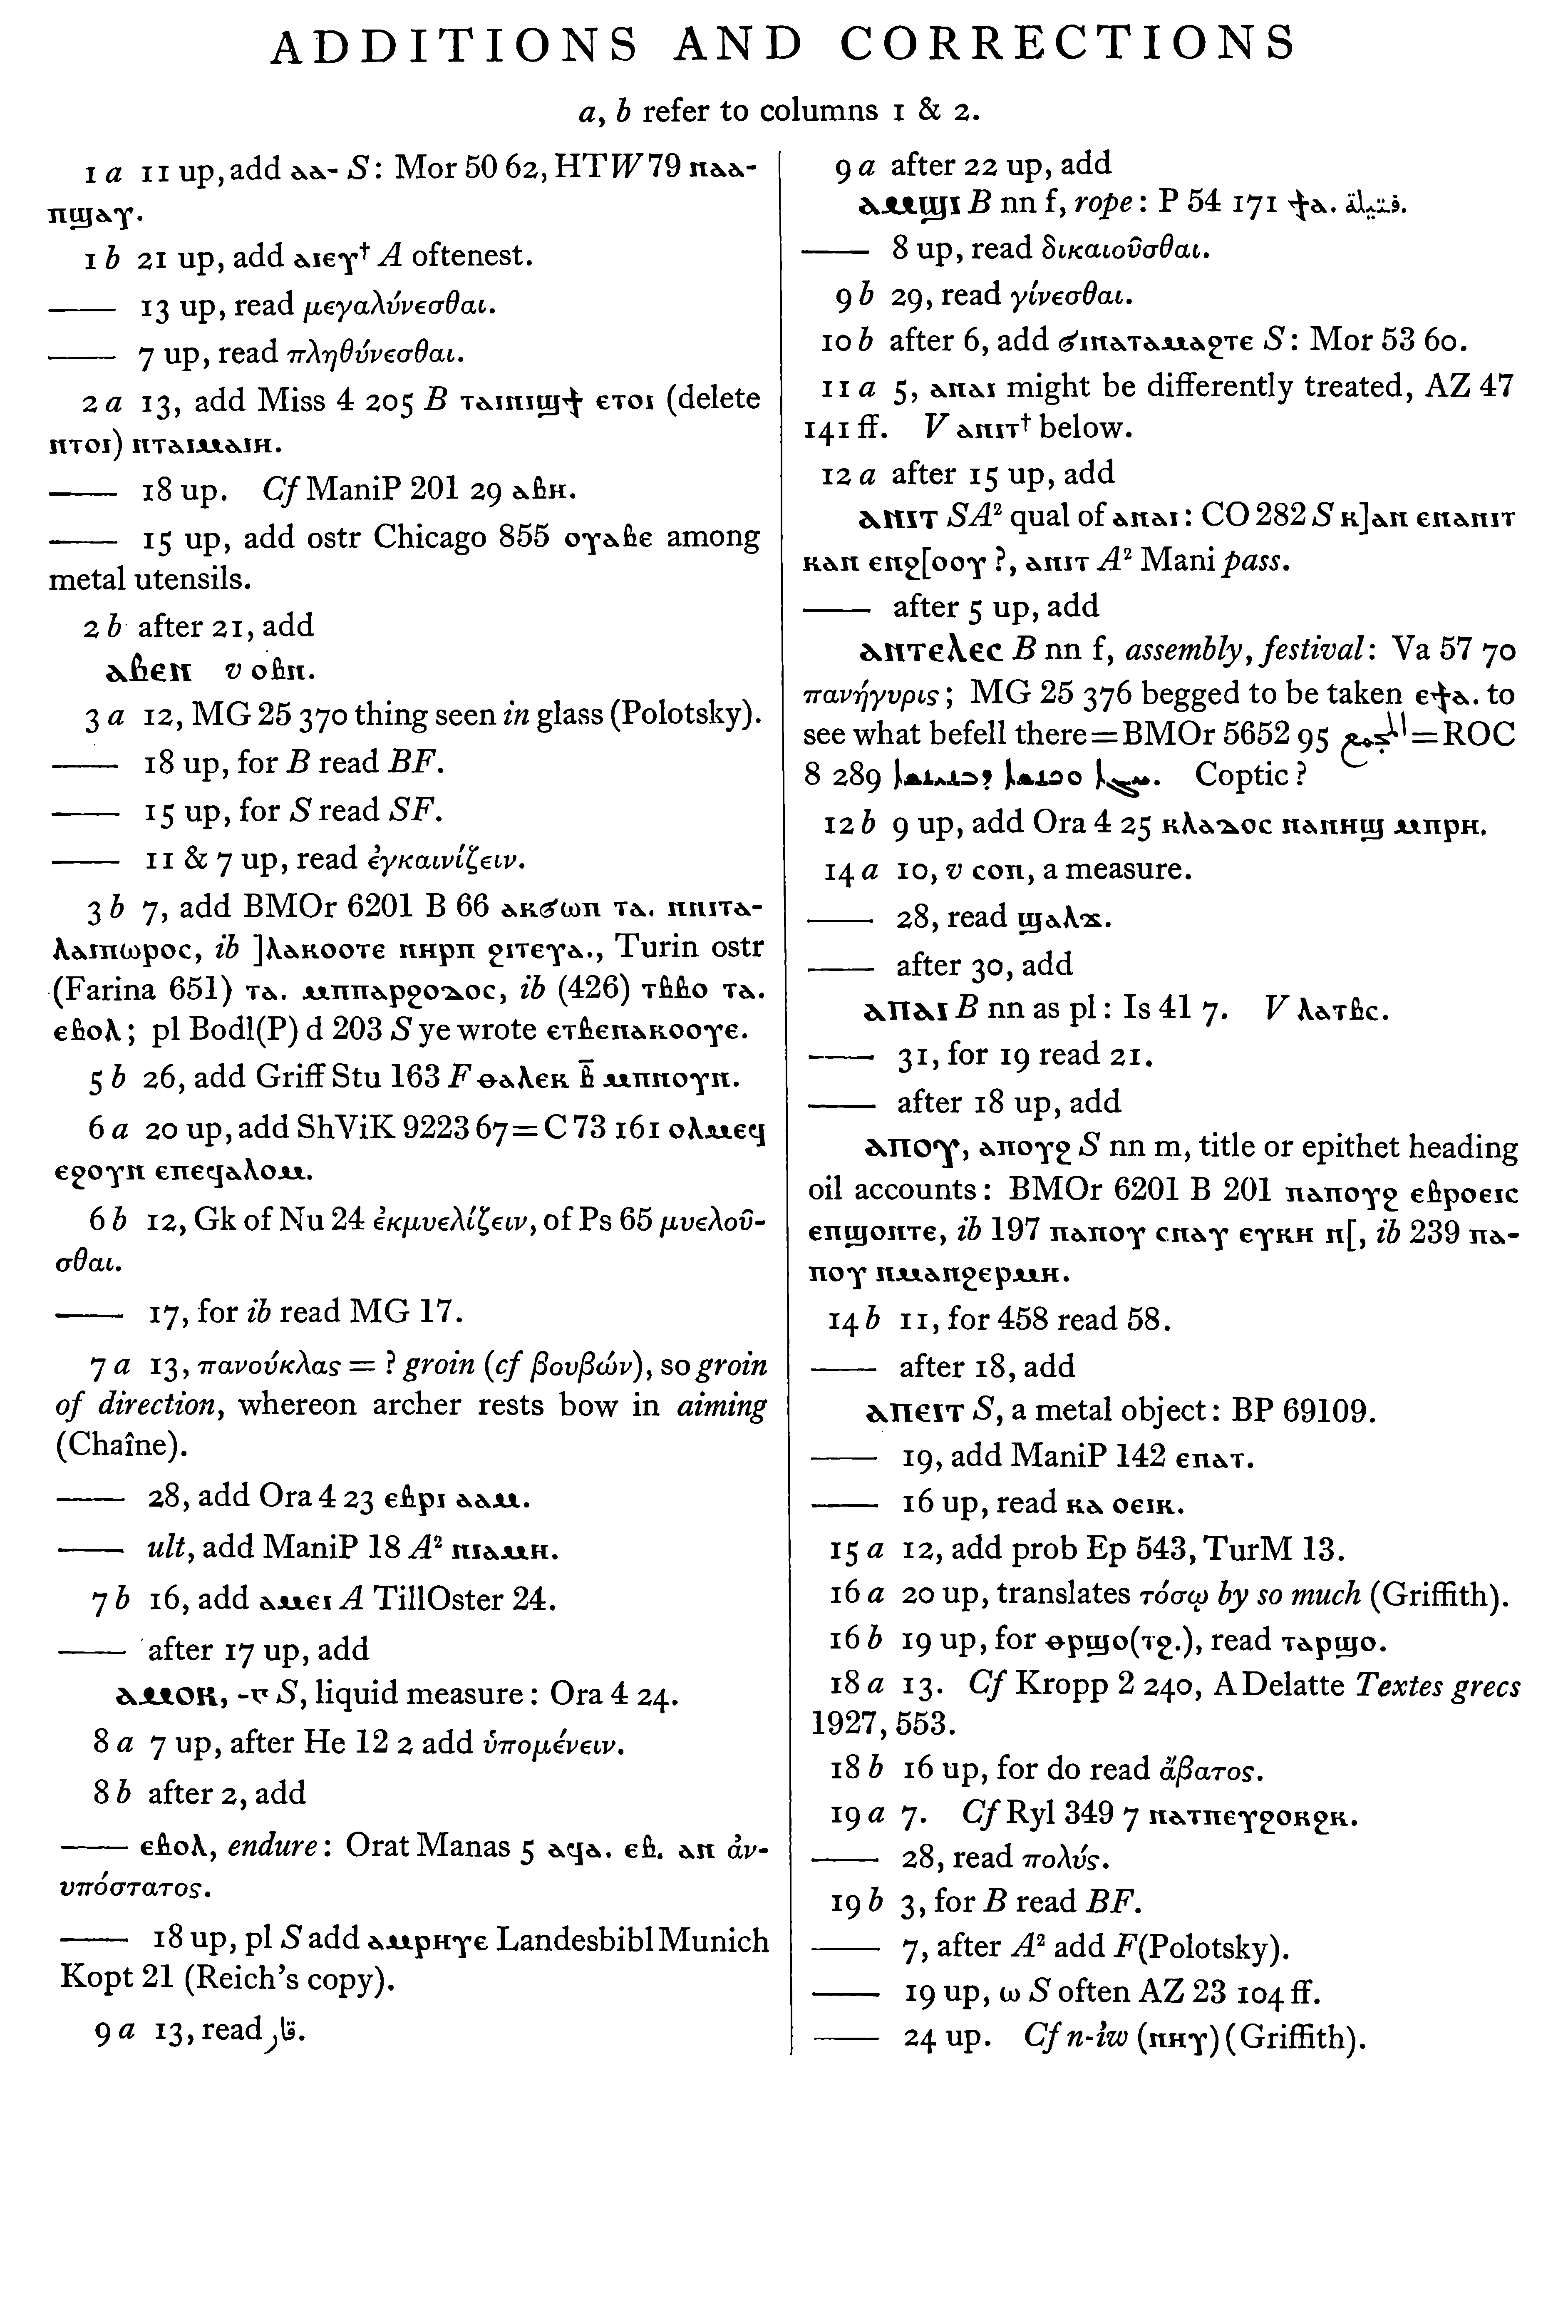 ADDITIONS AND CORRECTIONS
a, b refer to columns 1 & 2.
1 a 11 up, add ⲁⲁ- S: Mor 50 62, HTW 79 ⲛⲁⲁ-
ⲛϣⲁⲩ.
1 b 21 up, add ⲁⲓⲉⲩ† A oftenest.
—— 13 up, read μεγαλύνεσθαι.
—— 7 up, read πληθύνεσθαι.
2 a 13, add Miss 4 205 B ⲧⲁⲓⲛⲓϣϯ ⲉⲧⲟⲓ (delete
ⲛⲧⲟⲓ) ⲛⲧⲁⲓⲙⲁⲓⲏ.
—— 18 up. Cf ManiP 201 29 ⲁⲃⲏ.
—— 15 up, add ostr Chicago 855 ⲟⲩⲁⲃⲉ among
metal utensils.
2 b after 21, add
ⲁⲃⲉⲛ v ⲟⲃⲛ.
3 a 12, MG 25 370 thing seen in glass (Polotsky).
—— 18 up, for B read BF.
—— 15 up, for S read SF.
—— 11 & 7 up, read ἐγκαινίζειν.
3 b 7, add BMOr 6201 B 66 ⲁⲕϭⲱⲡ ⲧⲁ. ⲛⲛⲓⲧⲁ-
ⲗⲁⲓⲡⲱⲣⲟⲥ, ib ]ⲗⲁⲕⲟⲟⲧⲉ ⲛⲏⲣⲡ ϩⲓⲧⲉⲩⲁ., Turin ostr
(Farina 651) ⲧⲁ. ⲙⲡⲡⲁⲣϩⲟⲇⲟⲥ, ib (426) ⲧⲃⲃⲟ ⲧⲁ.
ⲉⲃⲟⲗ; pl Bodl(P) d 203 S ye wrote ⲉⲧⲃⲉⲛⲁⲕⲟⲟⲩⲉ.
5 b 26, add Griff Stu 163 F ⲑⲁⲗⲉⲕ ⲃ̅ ⲙⲡⲙⲟⲩⲛ.
6 a 20 up, add ShViK 9223 67 = C 73 161 ⲟⲗⲙⲉϥ
ⲉϩⲟⲩⲛ ⲉⲡⲉϥⲁⲗⲟⲙ.
6 b 12, Gk of Nu 24 ἐκμυελίζειν, of Ps 65 μυελοῦ-
σθαι.
—— 17, for ib read MG 17.
7 a 13, πανούκλας = ? groin (cf βουβών), so groin
of direction, whereon archer rests bow in aiming
(Chaîne).
—— 28, add Ora 4 23 ⲉⲃⲣⲓ ⲁⲁⲙ.
—— ult, add ManiP 18 A² ⲛⲓⲁⲙⲏ.
7 b 16, add ⲁⲙⲉⲓ A TillOster 24.
—— after 17 up, add
ⲁⲙⲟⲕ, -ⲅ S, liquid measure: Ora 4 24.
8 a 7 up, after He 12 2 add ὑπομένειν.
8 b after 2, add
—— ⲉⲃⲟⲗ, endure: Orat Manas 5 ⲁϥⲁ. ⲉⲃ. ⲁⲛ ἀν-
υπόστατος.
—— 18 up, pl S add ⲁⲙⲣⲏⲩⲉ LandesbiblMunich
Kopt 21 (Reich's copy).
9 a 13, read
9 a after 22 up, add
ⲁⲙϣⲓ B nn f, rope: P 54 171 ϯⲁ.
—— 8 up, read δικαιοῦσθαι.
9 b 29, read γίνεσθαι.
10 b after 6, add ϭⲓⲛⲁⲧⲁⲙⲁϩⲧⲉ S: Mor 53 60.
11 a 5, ⲁⲛⲁⲓ might be differently treated, AZ 47
141 ff. V ⲁⲛⲓⲧ† below.
12 a after 15 up, add
ⲁⲛⲓⲧ SA² qual of ⲁⲛⲁⲓ: CO 282 S ⲕ]ⲁⲛ ⲉⲛⲁⲛⲓⲧ
ⲕⲁⲛ ⲉⲛϩ[ⲟⲟⲩ ?, ⲁⲛⲓⲧ A² Mani pass.
—— after 5 up, add
ⲁⲛⲧⲉⲗⲉⲥ B nn f, assembly, festival: Va 57 70
πανήγυρις; MG 25 376 begged to be taken ⲉϯⲁ. to
see what befell there = BMOr 5652 95 = ROC
8 289 Coptic?
12 b 9 up, add Ora 4 25 ⲕⲗⲁⲇⲟⲥ ⲛⲁⲡⲏϣ ⲙⲡⲣⲏ.
14 a 10, v ⲥⲟⲡ, a measure.
—— 28, read ϣⲁⲗϫ.
—— after 30, add
ⲁⲡⲁⲓ B nn as pl: Is 41 7. V ⲗⲁⲧⲃⲥ.
—— 31, for 19 read 21.
—— after 18 up, add
ⲁⲡⲟⲩ, ⲁⲡⲟⲩϩ S nn m, title or epithet heading
oil accounts: BMOr 6201 B 201 ⲡⲁⲡⲟⲩϩ ⲉⲃⲣⲟⲉⲓⲥ
ⲉⲡϣⲟⲛⲧⲉ, ib 197 ⲡⲁⲡⲟⲩ ⲥⲛⲁⲩ ⲉⲩⲕⲏ ⲛ[, ib 239 ⲡⲁ-
ⲡⲟⲩ ⲛⲙⲁⲛϩⲉⲣⲙⲏ.
14 b 11, for 458 read 58.
—— after 18, add
ⲁⲡⲉⲓⲧ S, a metal object: BP 69109.
—— 19, add ManiP 142 ⲉⲡⲁⲧ.
—— 16 up, read ⲕⲁ ⲟⲉⲓⲕ.
15 a 12, add prob Ep 543, TurM 13.
16 a 20 up, translates τόσῳ by so much (Griffith).
16 b 19 up, for ⲑⲣϣⲟ(ⲧϩ.), read ⲧⲁⲣϣⲟ.
18 a 13. Cf Kropp 2 240, A Delatte Textes grecs
1927, 553.
18 b 16 up, for do read ἄβατος.
19 a 7. Cf Ryl 349 7 ⲛⲁⲧⲡⲉⲩϩⲟⲕϩⲕ.
—— 28, read πολύς.
19 b 3, for B read BF.
—— 7, after A² add F (Polotsky).
—— 19 up, ⲱ S often AZ 23 104 ff.
—— 24 up. Cf n-ỉw (ⲛⲏⲩ) (Griffith).